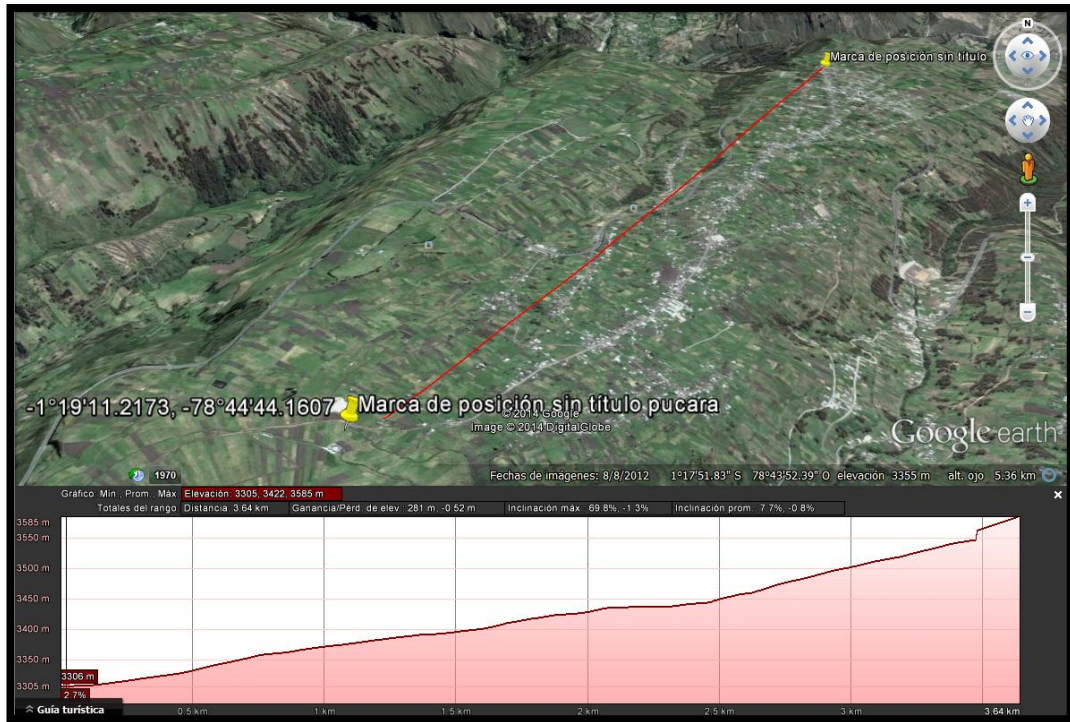 N
Marca de posición sin título
-1°19'11.2173, -78°44'44.1607 Marca de posición sin título pucara
© 2014 Google
Image © 2014 DigitalGlobe
Google earth
1970
Fechas de imágenes: 8/8/2012 1°17'51.83" S 78°43'52.39" O elevación 3355 m alt. ojo 5.36 km
Gráfico: Mín., Prom., Máx Elevación: 3305, 3422, 3585 m
Totales del rango Distancia: 3.64 km Ganancia/Pérd. de elev.: 281 m, -0.52 m Inclinación máx. 69.8%, -1.3% Inclinación prom. 7.7%, -0.8%
3585 m
3550 m
3500 m
3450 m
3400 m
3350 m
3306 m
3305 m
2.7%
Guía turística 0.5 km 1 km 1.5 km 2 km 2.5 km 3 km 3.64 km